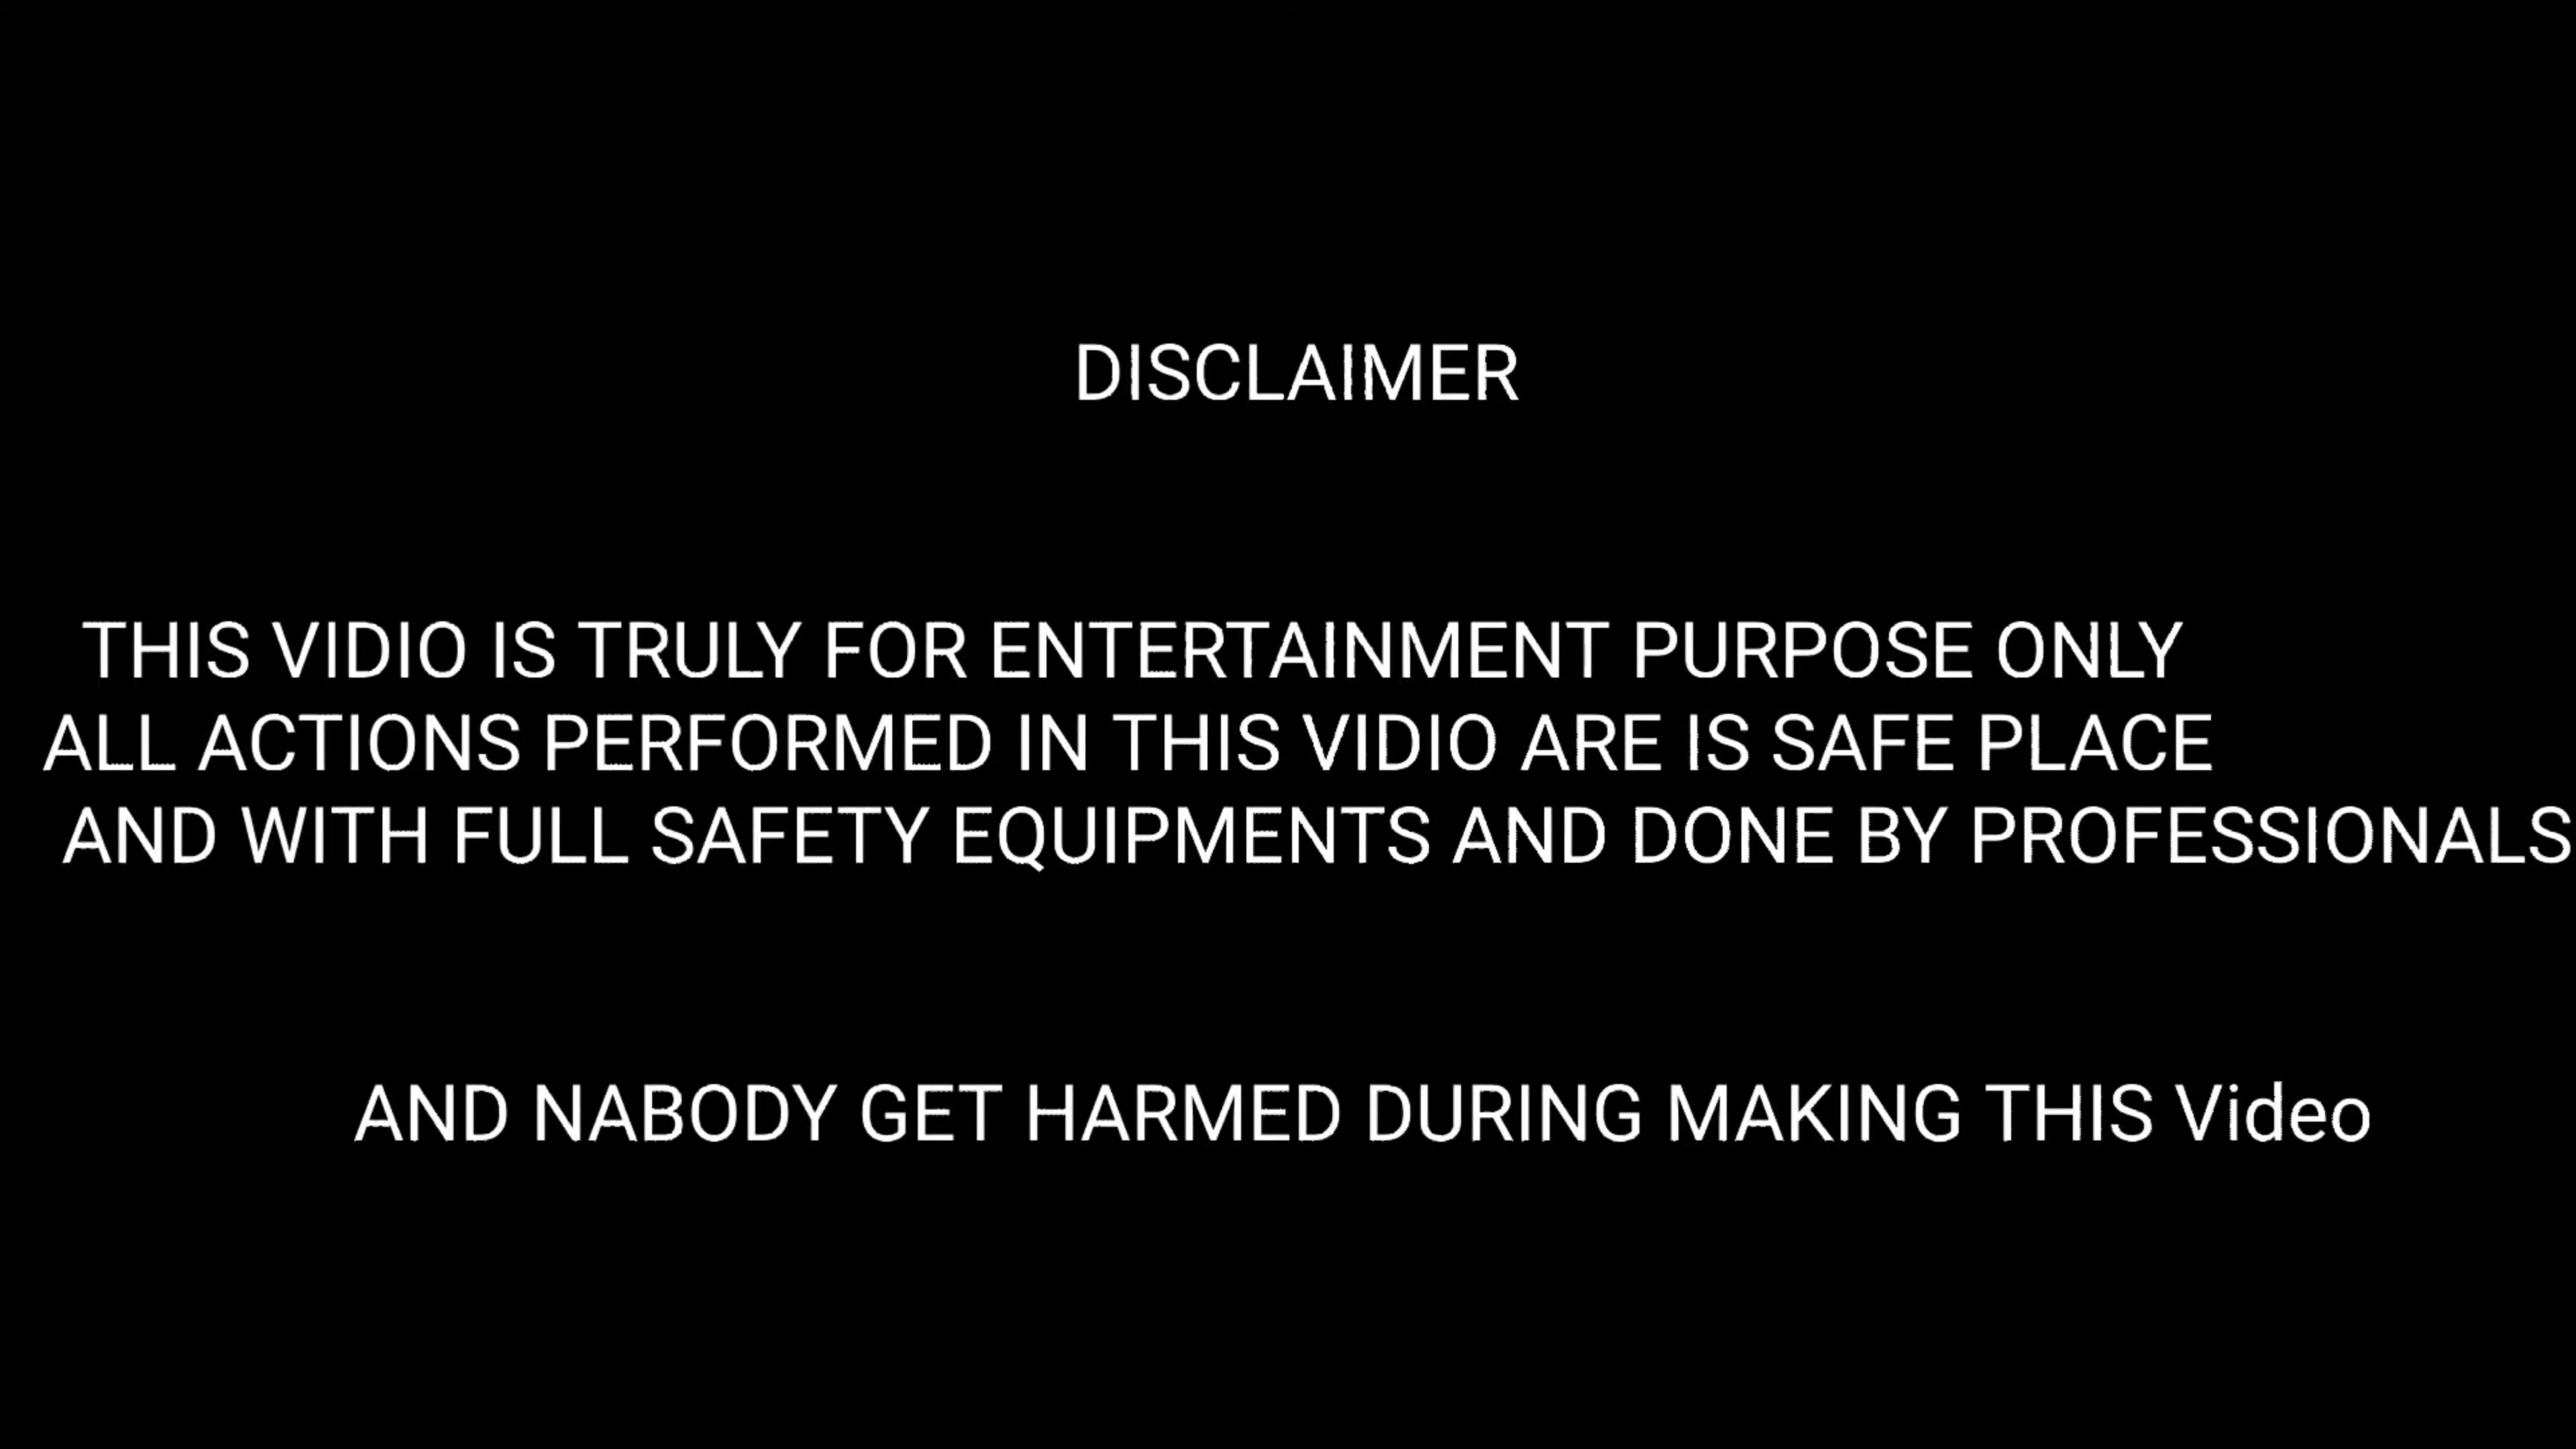 DISCLAIMER
THIS VIDIO IS TRULY FOR ENTERTAINMENT PURPOSE ONLY
ALL ACTIONS PERFORMED IN THIS VIDIO ARE IS SAFE PLACE
AND WITH FULL SAFETY EQUIPMENTS AND DONE BY PROFESSIONALS
AND NABODY GET HARMED DURING MAKING THIS Video